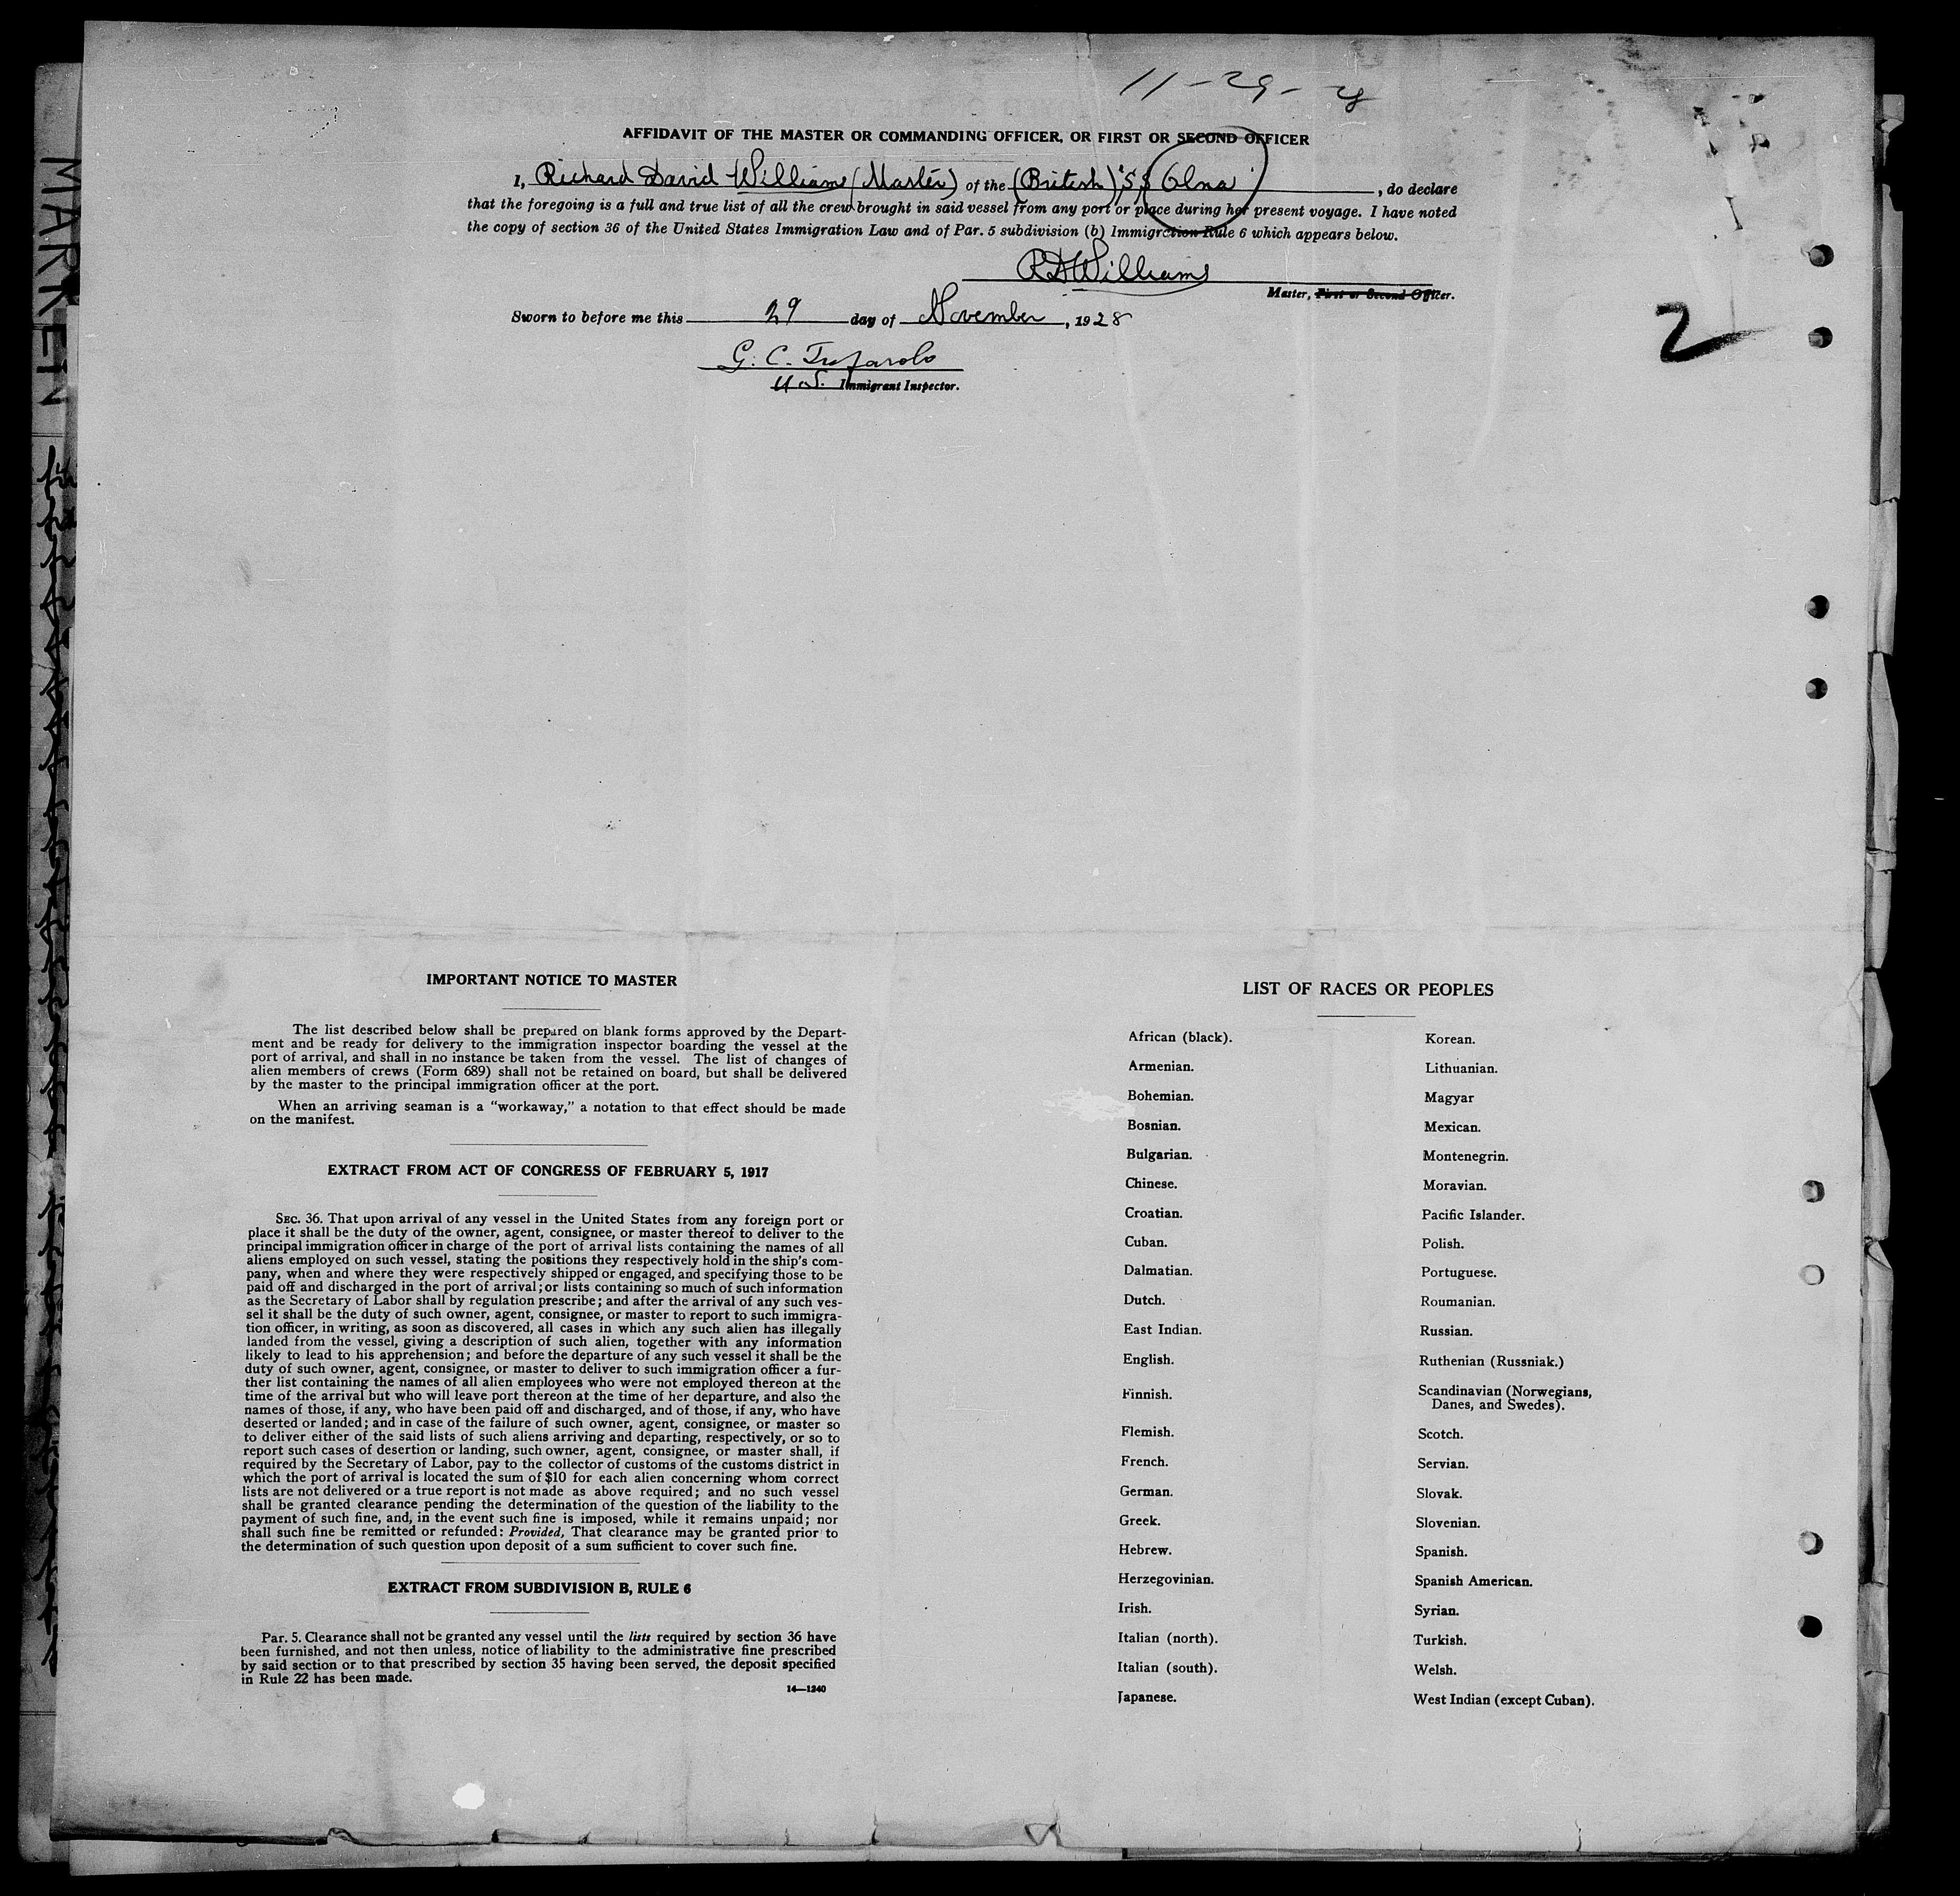 11-29-28
AFFIDAVIT OF THE MASTER OR COMMANDING OFFICER, OR FIRST OR SECOND OFFICER
I, Richard David Williams (Master) of the (British) "SS Olna", do declare
that the foregoing is a full and true list of all the crew brought in said vessel from any port or place during her present voyage. I have noted
the copy of section 36 of the United States Immigration Law and of Par. 5 subdivision (b) Immigration Rule 6 which appears below.
RDWilliams
Master, First or Second Officer.
2
Sworn to before me this 29 day of November, 1928
G. C.
U.S. Immigrant Inspector.
MARKEN
IMPORTANT NOTICE TO MASTER
The list described below shall be prepared on blank forms approved by the Depart-
ment and be ready for delivery to the immigration inspector boarding the vessel at the
port of arrival, and shall in no instance be taken from the vessel. The list of changes of
alien members of crews (Form 689) shall not be retained on board, but shall be delivered
by the master to the principal immigration officer at the port.
When an arriving seaman is a "workaway," a notation to that effect should be made
on the manifest.
EXTRACT FROM ACT OF CONGRESS OF FEBRUARY 5, 1917
SEC. 36. That upon arrival of any vessel in the United States from any foreign port or
place it shall be the duty of the owner, agent, consignee, or master thereof to deliver to the
principal immigration officer in charge of the port of arrival lists containing the names of all
aliens employed on such vessel, stating the positions they respectively hold in the ship's com-
pany, when and where they were respectively shipped or engaged, and specifying those to be
paid off and discharged in the port of arrival; or lists containing so much of such information
as the Secretary of Labor shall by regulation prescribe; and after the arrival of any such ves-
sel it shall be the duty of such owner, agent, consignee, or master to report to such immigra-
tion officer, in writing, as soon as discovered, all cases in which any such alien has illegally
landed from the vessel, giving a description of such alien, together with any information
likely to lead to his apprehension; and before the departure of any such vessel it shall be the
duty of such owner, agent, consignee, or master to deliver to such immigration officer a fur-
ther list containing the names of all alien employees who were not employed thereon at the
time of the arrival but who will leave port thereon at the time of her departure, and also the
names of those, if any, who have been paid off and discharged, and of those, if any, who have
deserted or landed; and in case of the failure of such owner, agent, consignee, or master so
to deliver either of the said lists of such aliens arriving and departing, respectively, or so to
report such cases of desertion or landing, such owner, agent, consignee, or master shall, if
required by the Secretary of Labor, pay to the collector of customs of the customs district in
which the port of arrival is located the sum of $10 for each alien concerning whom correct
lists are not delivered or a true report is not made as above required; and no such vessel
shall be granted clearance pending the determination of the question of the liability to the
payment of such fine, and, in the event such fine is imposed, while it remains unpaid; nor
shall such fine be remitted or refunded: Provided, That clearance may be granted prior to
the determination of such question upon deposit of a sum sufficient to cover such fine.
EXTRACT FROM SUBDIVISION B, RULE 6
Par. 5. Clearance shall not be granted any vessel until the lists required by section 36 have
been furnished, and not then unless, notice of liability to the administrative fine prescribed
by said section or to that prescribed by section 35 having been served, the deposit specified
in Rule 22 has been made.
14—1240
LIST OF RACES OR PEOPLES
African (black).
Armenian.
Bohemian.
Bosnian.
Bulgarian.
Chinese.
Croatian.
Cuban.
Dalmatian.
Dutch.
East Indian.
English.
Finnish.
Flemish.
French.
German.
Greek.
Hebrew.
Herzegovinian.
Irish.
Italian (north).
Italian (south).
Japanese.
Korean.
Lithuanian.
Magyar
Mexican.
Montenegrin.
Moravian.
Pacific Islander.
Polish.
Portuguese.
Roumanian.
Russian.
Ruthenian (Russniak.)
Scandinavian (Norwegians,
Danes, and Swedes).
Scotch.
Servian.
Slovak.
Slovenian.
Spanish.
Spanish American.
Syrian.
Turkish.
Welsh.
West Indian (except Cuban).